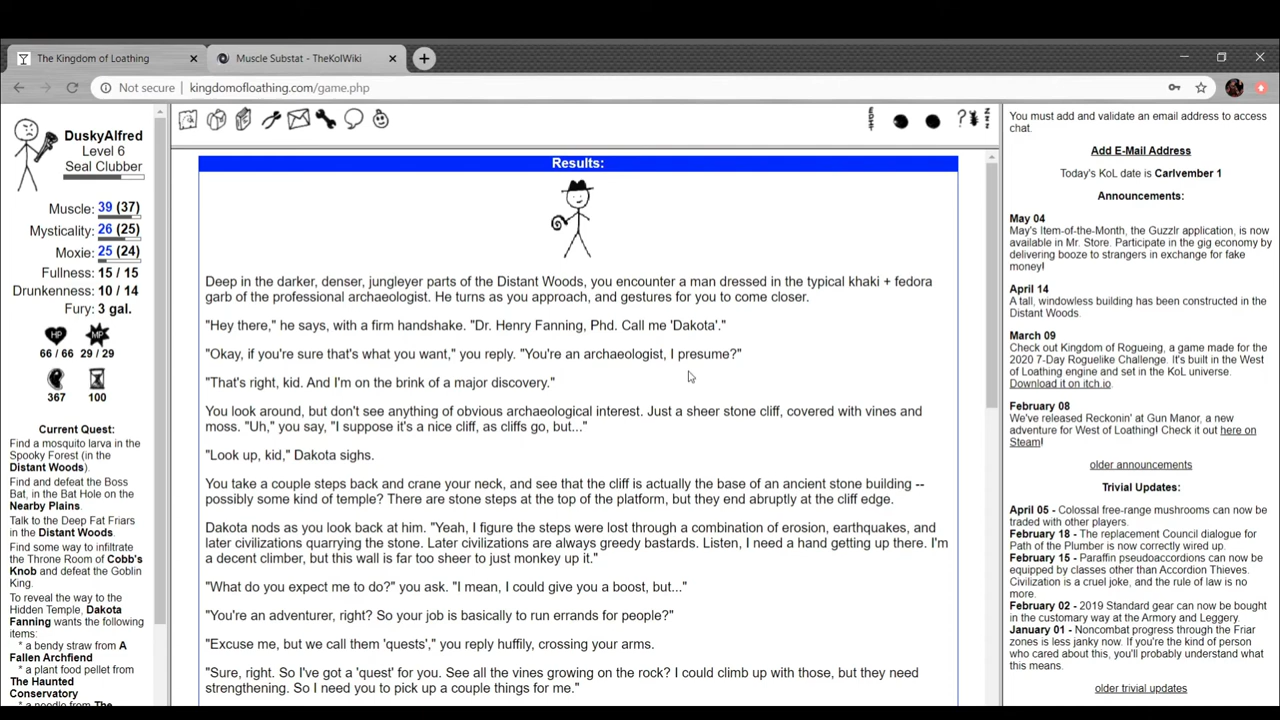 The Kingdom of Loathing
Muscle Substat - TheKolWiki
Not secure | kingdomofloathing.com/game.php
DuskyAlfred
Level 6
Seal Clubber
Muscle: 39 (37)
Mysticality: 26 (25)
Moxie: 25 (24)
Fullness: 15 / 15
Drunkenness: 10 / 14
Fury: 3 gal.
HP MP
66 / 66 29 / 29
367 100
Current Quest:
Find a mosquito larva in the
Spooky Forest (in the
Distant Woods).
Find and defeat the Boss
Bat, in the Bat Hole on the
Nearby Plains.
Talk to the Deep Fat Friars
in the Distant Woods.
Find some way to infiltrate
the Throne Room of Cobb's
Knob and defeat the Goblin
King.
To reveal the way to the
Hidden Temple, Dakota
Fanning wants the following
items:
* a bendy straw from A
Fallen Archfiend
* a plant food pellet from
The Haunted
Conservatory
Results:
Deep in the darker, denser, jungleyer parts of the Distant Woods, you encounter a man dressed in the typical khaki + fedora
garb of the professional archaeologist. He turns as you approach, and gestures for you to come closer.
"Hey there," he says, with a firm handshake. "Dr. Henry Fanning, Phd. Call me 'Dakota'."
"Okay, if you're sure that's what you want," you reply. "You're an archaeologist, I presume?"
"That's right, kid. And I'm on the brink of a major discovery."
You look around, but don't see anything of obvious archaeological interest. Just a sheer stone cliff, covered with vines and
moss. "Uh," you say, "I suppose it's a nice cliff, as cliffs go, but..."
"Look up, kid," Dakota sighs.
You take a couple steps back and crane your neck, and see that the cliff is actually the base of an ancient stone building --
possibly some kind of temple? There are stone steps at the top of the platform, but they end abruptly at the cliff edge.
Dakota nods as you look back at him. "Yeah, I figure the steps were lost through a combination of erosion, earthquakes, and
later civilizations quarrying the stone. Later civilizations are always greedy bastards. Listen, I need a hand getting up there. I'm
a decent climber, but this wall is far too sheer to just monkey up it."
"What do you expect me to do?" you ask. "I mean, I could give you a boost, but..."
"You're an adventurer, right? So your job is basically to run errands for people?"
"Excuse me, but we call them 'quests'," you reply huffily, crossing your arms.
"Sure, right. So I've got a 'quest' for you. See all the vines growing on the rock? I could climb up with those, but they need
strengthening. So I need you to pick up a couple things for me."
You must add and validate an email address to access
chat.
Add E-Mail Address
Today's KoL date is Carlvember 1
Announcements:
May 04
May's Item-of-the-Month, the Guzzlr application, is now
available in Mr. Store. Participate in the gig economy by
delivering booze to strangers in exchange for fake
money!
April 14
A tall, windowless building has been constructed in the
Distant Woods.
March 09
Check out Kingdom of Rogueing, a game made for the
2020 7-Day Roguelike Challenge. It's built in the West
of Loathing engine and set in the KoL universe.
Download it on itch.io.
February 08
We've released Reckonin' at Gun Manor, a new
adventure for West of Loathing! Check it out here on
Steam!
older announcements
Trivial Updates:
April 05 - Colossal free-range mushrooms can now be
traded with other players.
February 18 - The replacement Council dialogue for
Path of the Plumber is now correctly wired up.
February 15 - Paraffin pseudoaccordions can now be
equipped by classes other than Accordion Thieves.
Civilization is a cruel joke, and the rule of law is no
more.
February 02 - 2019 Standard gear can now be bought
in the customary way at the Armory and Leggery.
January 01 - Noncombat progress through the Friar
zones is less janky now. If you're the kind of person
who cared about this, you'll probably understand what
this means.
older trivial updates